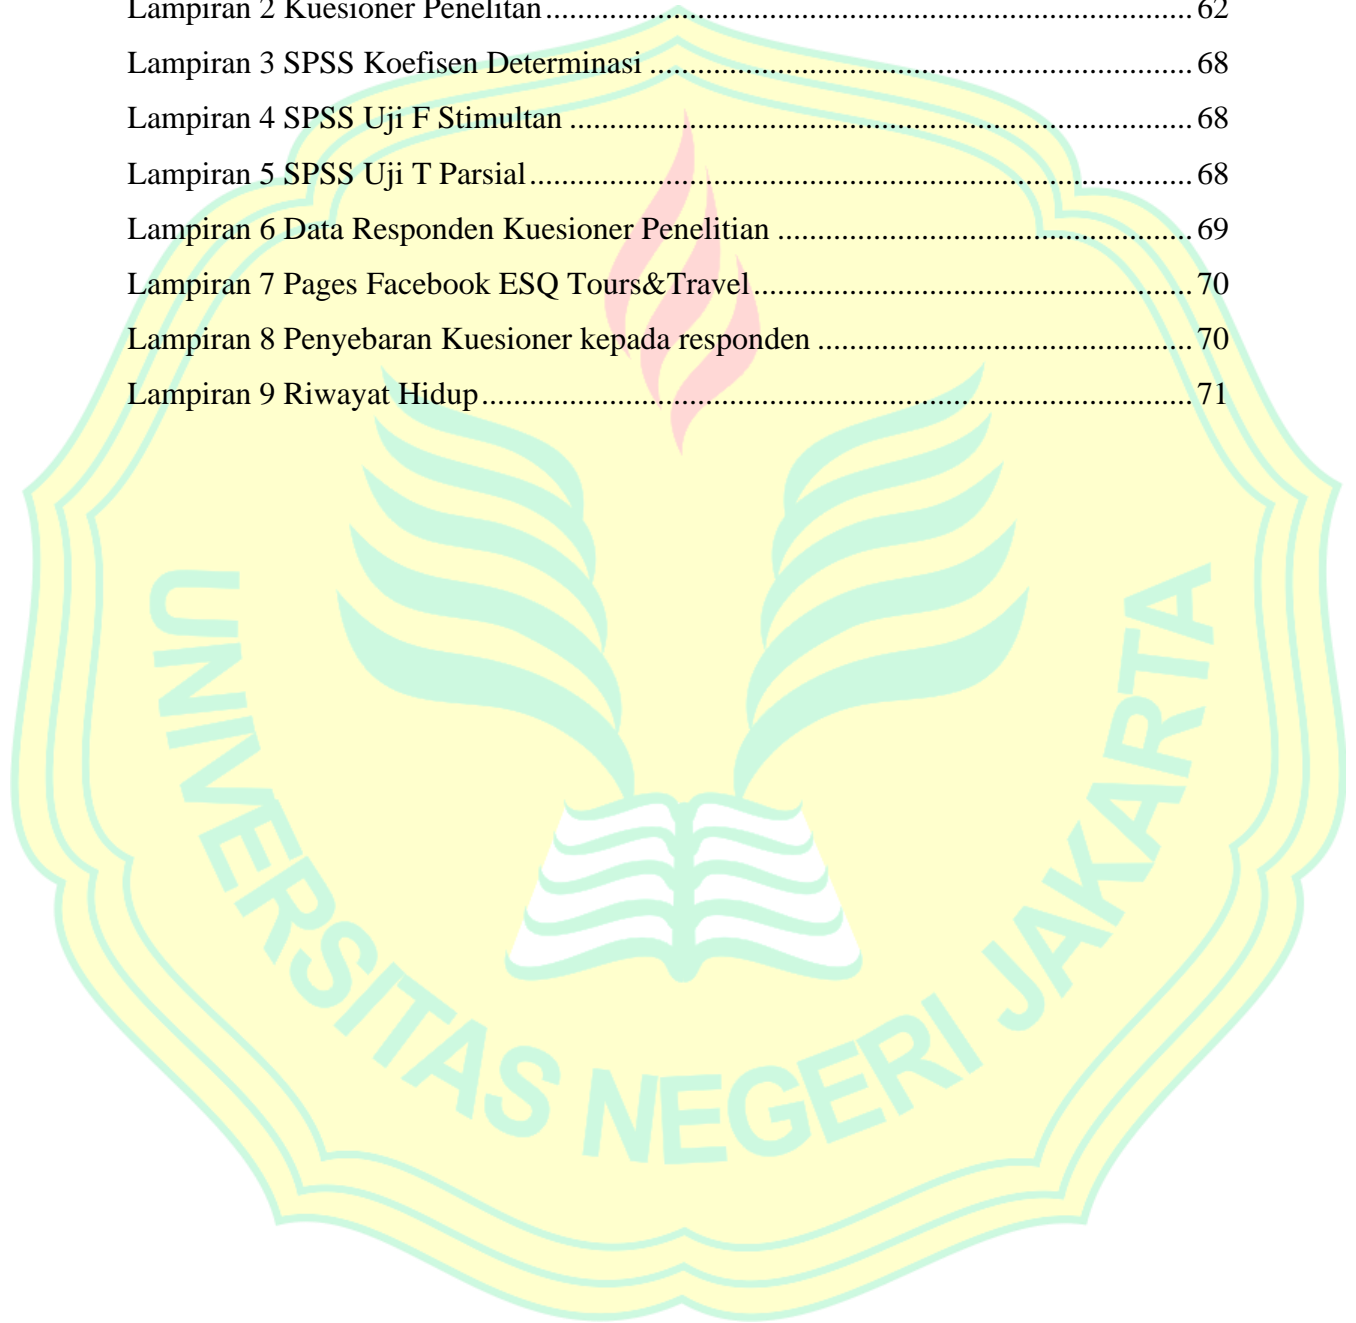 Lampiran 2 Kuesioner Penelitan................................................................................. 62
Lampiran 3 SPSS Koefisen Determinasi .................................................................... 68
Lampiran 4 SPSS Uji F Stimultan .............................................................................. 68
Lampiran 5 SPSS Uji T Parsial................................................................................... 68
Lampiran 6 Data Responden Kuesioner Penelitian .................................................... 69
Lampiran 7 Pages Facebook ESQ Tours&Travel....................................................... 70
Lampiran 8 Penyebaran Kuesioner kepada responden ............................................... 70
Lampiran 9 Riwayat Hidup......................................................................................... 71
UNIVERSITAS NEGERI JAKARTA